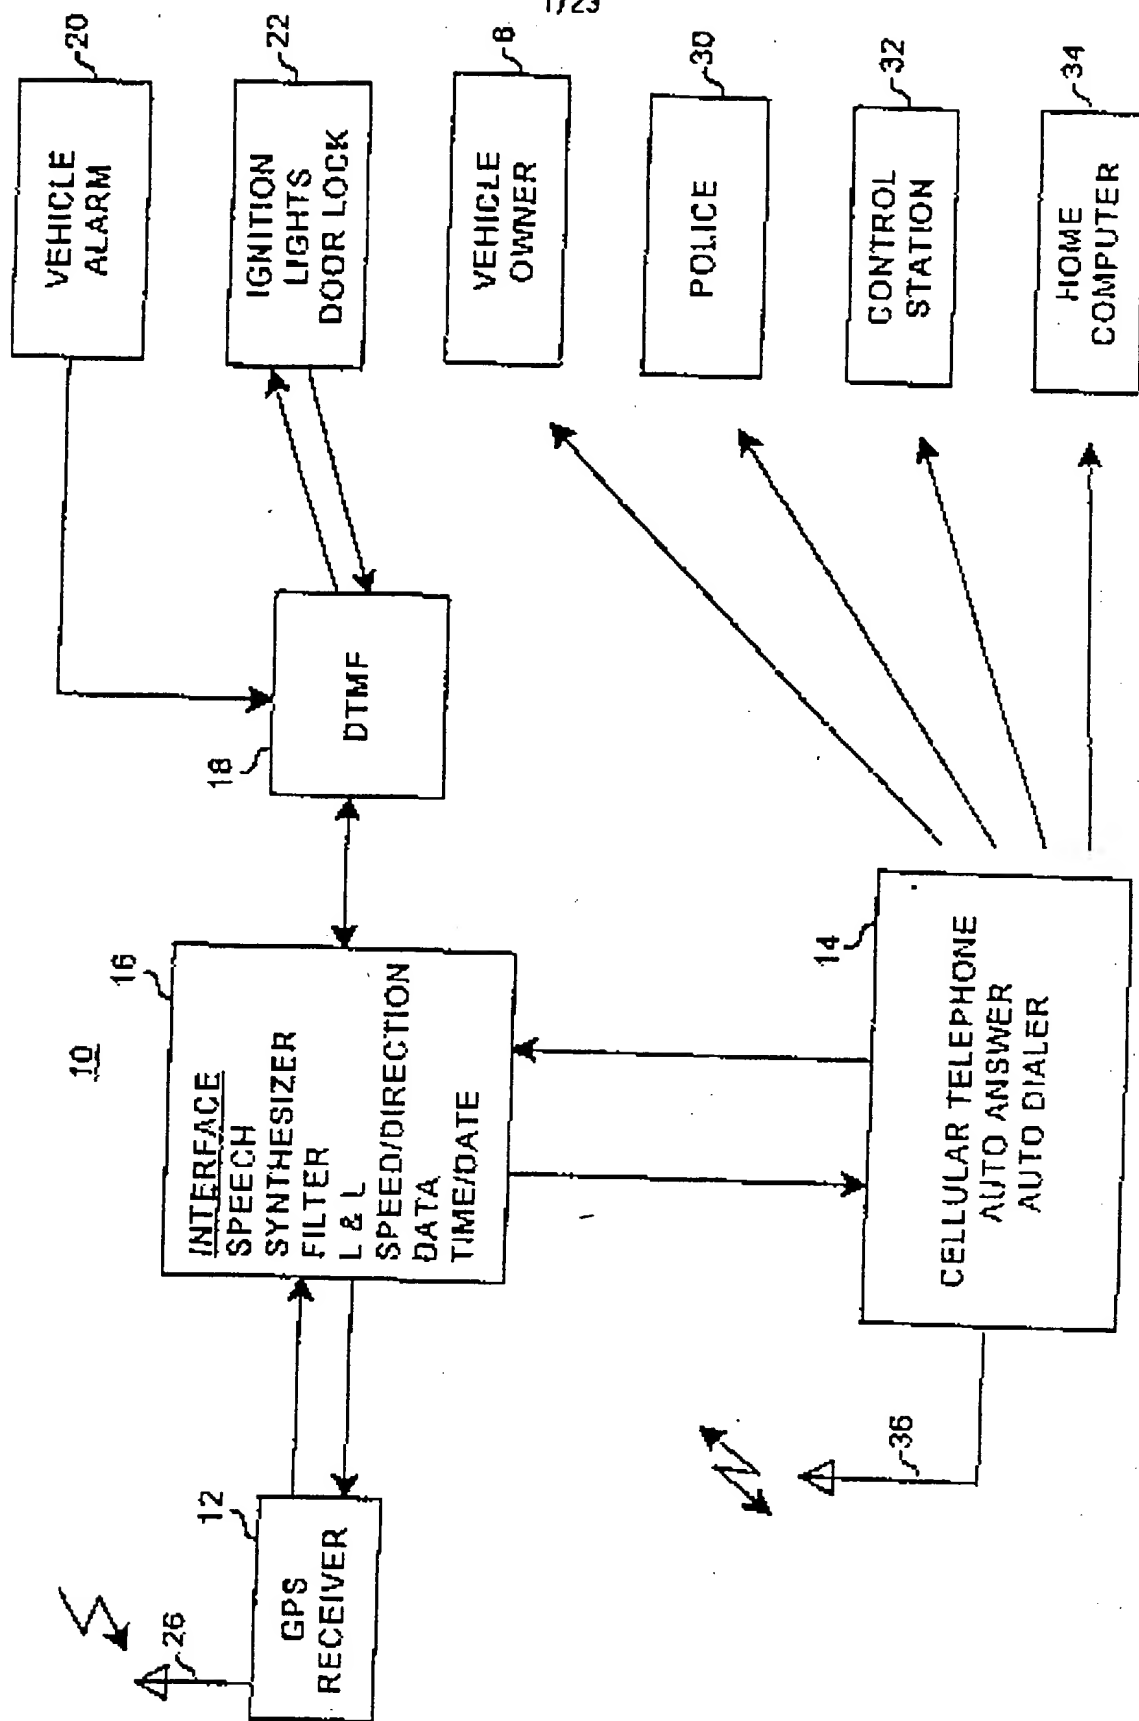 1/23
10
20
VEHICLE
ALARM
22
IGNITION
LIGHTS
DOOR LOCK
8
VEHICLE
OWNER
30
POLICE
32
CONTROL
STATION
34
HOME
COMPUTER
18
DTMF
16
INTERFACE
SPEECH
SYNTHESIZER
FILTER
L & L
SPEED/DIRECTION
DATA
TIME/DATE
14
CELLULAR TELEPHONE
AUTO ANSWER
AUTO DIALER
12
GPS
RECEIVER
26
36